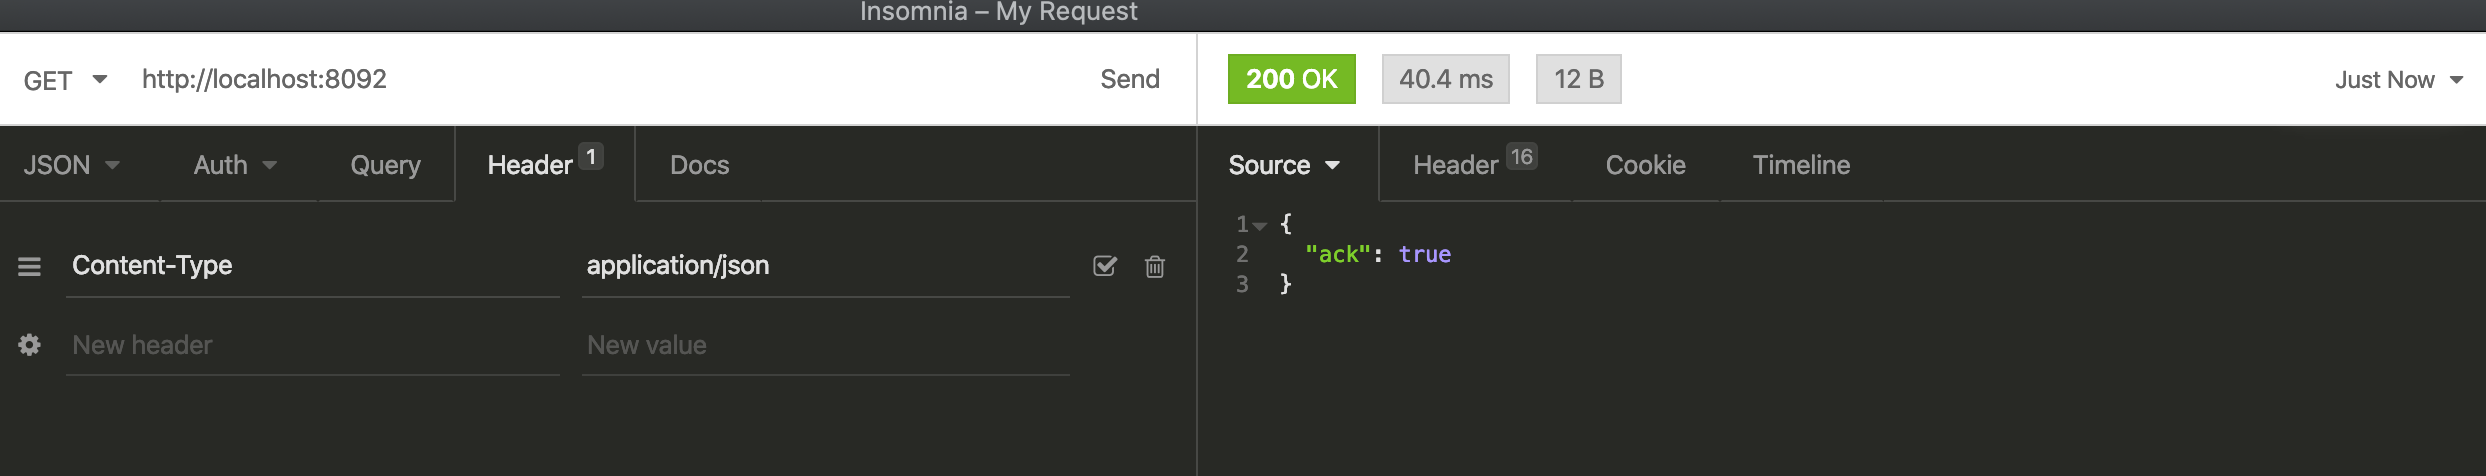 Insomnia – My Request
GET http://localhost:8092 Send
200 OK 40.4 ms 12 B Just Now
JSON Auth Query Header 1 Docs
Source Header 16 Cookie Timeline
Content-Type application/json
New header New value
1 {
2 "ack": true
3 }